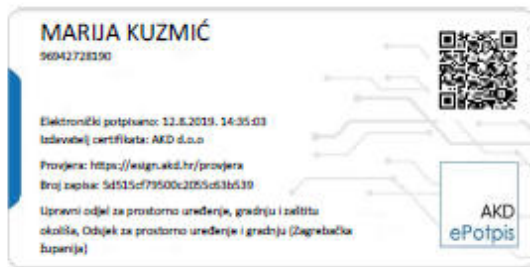 MARIJA KUZMIĆ
96942728190
Elektronički potpisano: 12.8.2019. 14:35:03
Izdavatelj certifikata: AKD d.o.o
Provjera: https://esign.akd.hr/provjera
Broj zapisa: 5d515cf79500c2055c63b539
Upravni odjel za prostorno uređenje, gradnju i zaštitu
okoliša, Odsjek za prostorno uređenje i gradnju (Zagrebačka
županija)
AKD
ePotpis